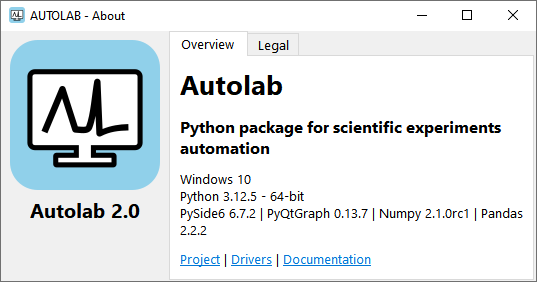 AUTOLAB - About
Overview
Legal
Autolab
Python package for scientific experiments
automation
Windows 10
Python 3.12.5 - 64-bit
PySide6 6.7.2 | PyQtGraph 0.13.7 | Numpy 2.1.0rc1 | Pandas
2.2.2
Project | Drivers | Documentation
Autolab 2.0